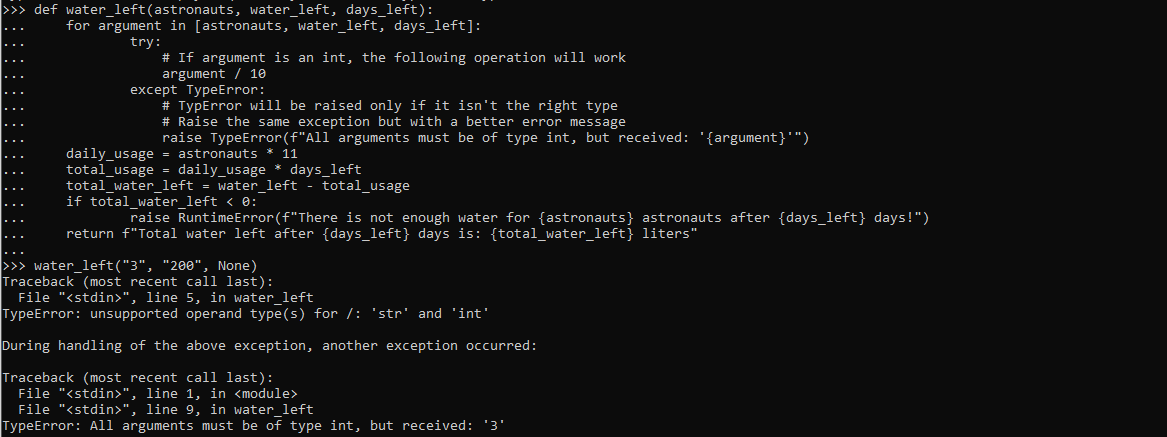 >>> def water_left(astronauts, water_left, days_left):
...     for argument in [astronauts, water_left, days_left]:
...             try:
...                 # If argument is an int, the following operation will work
...                 argument / 10
...             except TypeError:
...                 # TypError will be raised only if it isn't the right type
...                 # Raise the same exception but with a better error message
...                 raise TypeError(f"All arguments must be of type int, but received: '{argument}'")
...     daily_usage = astronauts * 11
...     total_usage = daily_usage * days_left
...     total_water_left = water_left - total_usage
...     if total_water_left < 0:
...             raise RuntimeError(f"There is not enough water for {astronauts} astronauts after {days_left} days!")
...     return f"Total water left after {days_left} days is: {total_water_left} liters"
...
>>> water_left("3", "200", None)
Traceback (most recent call last):
  File "<stdin>", line 5, in water_left
TypeError: unsupported operand type(s) for /: 'str' and 'int'

During handling of the above exception, another exception occurred:

Traceback (most recent call last):
  File "<stdin>", line 1, in <module>
  File "<stdin>", line 9, in water_left
TypeError: All arguments must be of type int, but received: '3'